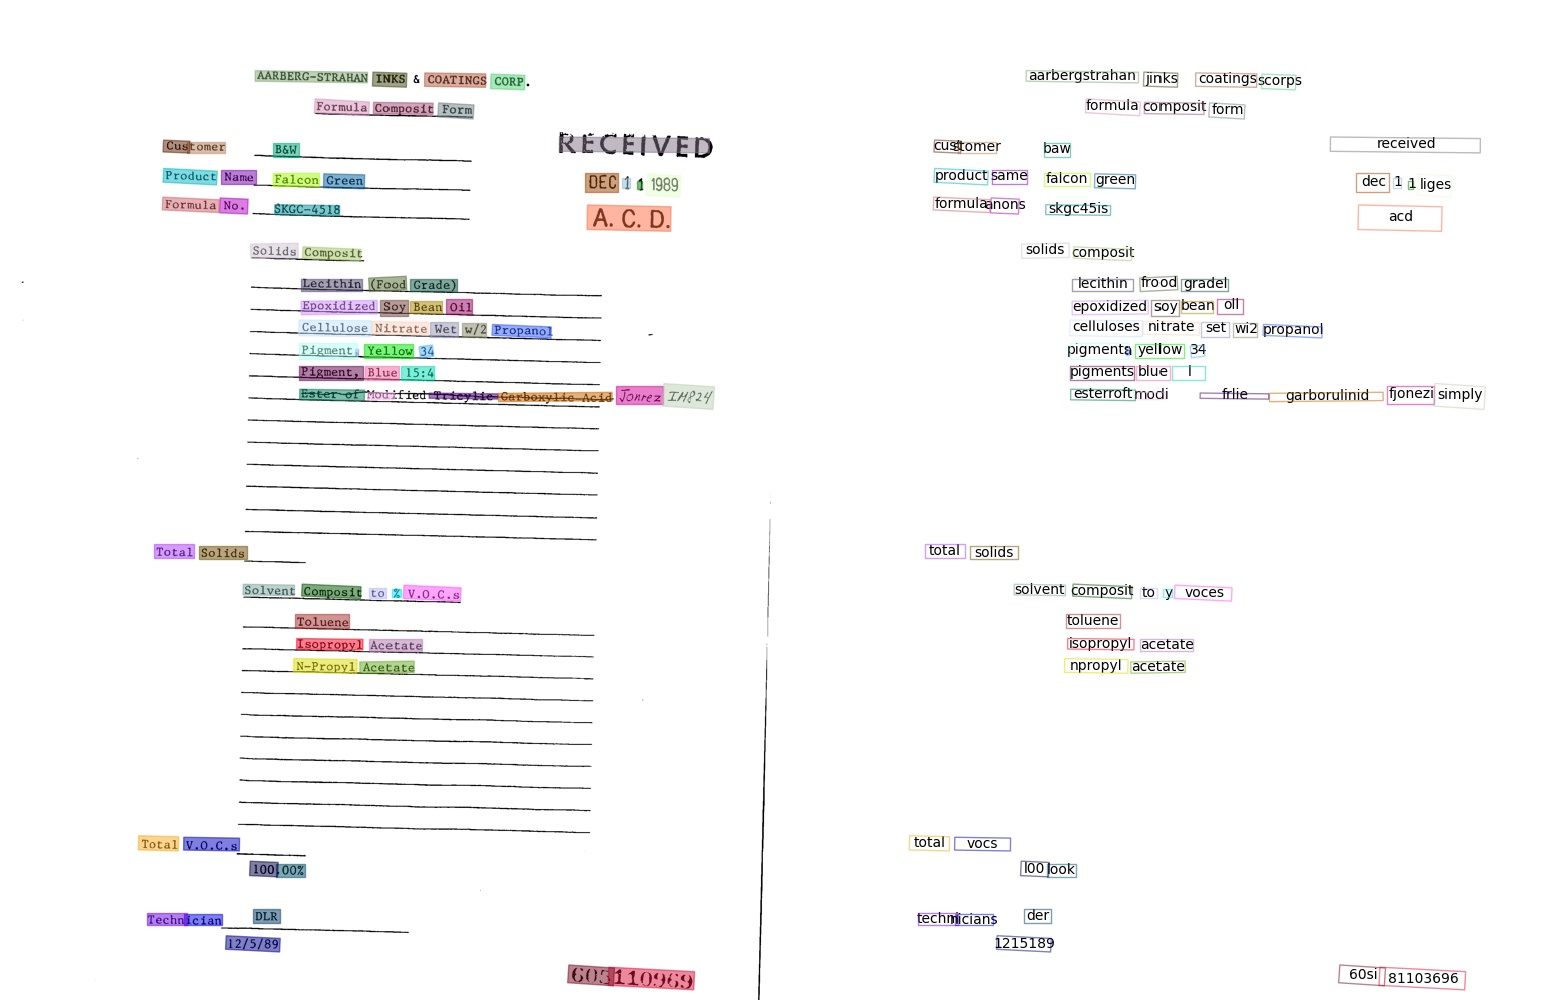 AARBERG-STRAHAN INKS & COATINGS CORP.
Formula Composit Form
Customer B&W
RECEIVED
Product Name Falcon Green
DEC 11 1989
Formula No. SKGC-4518
A. C. D.
Solids Composit
Lecithin (Food Grade)
Epoxidized Soy Bean Oil
Cellulose Nitrate Wet w/2 Propanol
Pigment, Yellow 34
Pigment, Blue 15:4
Ester of Modified Tricylic Carboxylic Acid Jonrez IM824
Total Solids
Solvent Composit to % V.O.C.s
Toluene
Isopropyl Acetate
N-Propyl Acetate
Total V.O.C.s
100.00%
Technician DLR
12/5/89
603110969
aarbergstrahan jinks coatings scorps
formula composit form
customer baw received
product same falcon green dec 1 1 liges
formula anons skgc45is acd
solids composit
lecithin frood gradel
epoxidized soy bean oll
celluloses nitrate set wi2 propanol
pigments yellow 34
pigments blue l
esterroft modi frlie garborulinid fjonezi simply
total solids
solvent composit to y voces
toluene
isopropyl acetate
npropyl acetate
total vocs
l00 look
techni icians der
1215189
60si 81103696